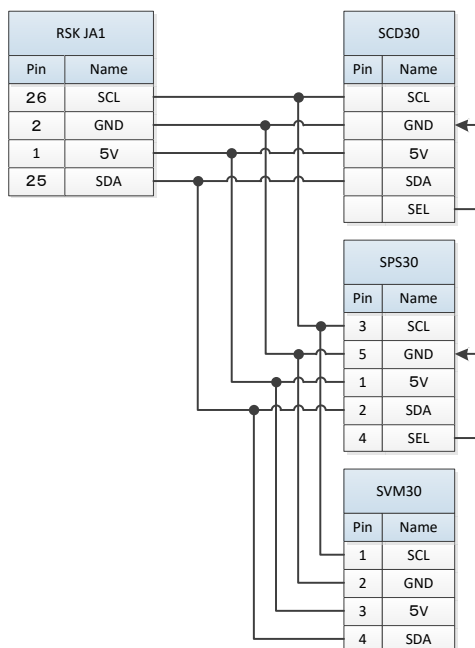 RSK JA1
Pin Name
26 SCL
2 GND
1 5V
25 SDA
SCD30
Pin Name
SCL
GND
5V
SDA
SEL
SPS30
Pin Name
3 SCL
5 GND
1 5V
2 SDA
4 SEL
SVM30
Pin Name
1 SCL
2 GND
3 5V
4 SDA